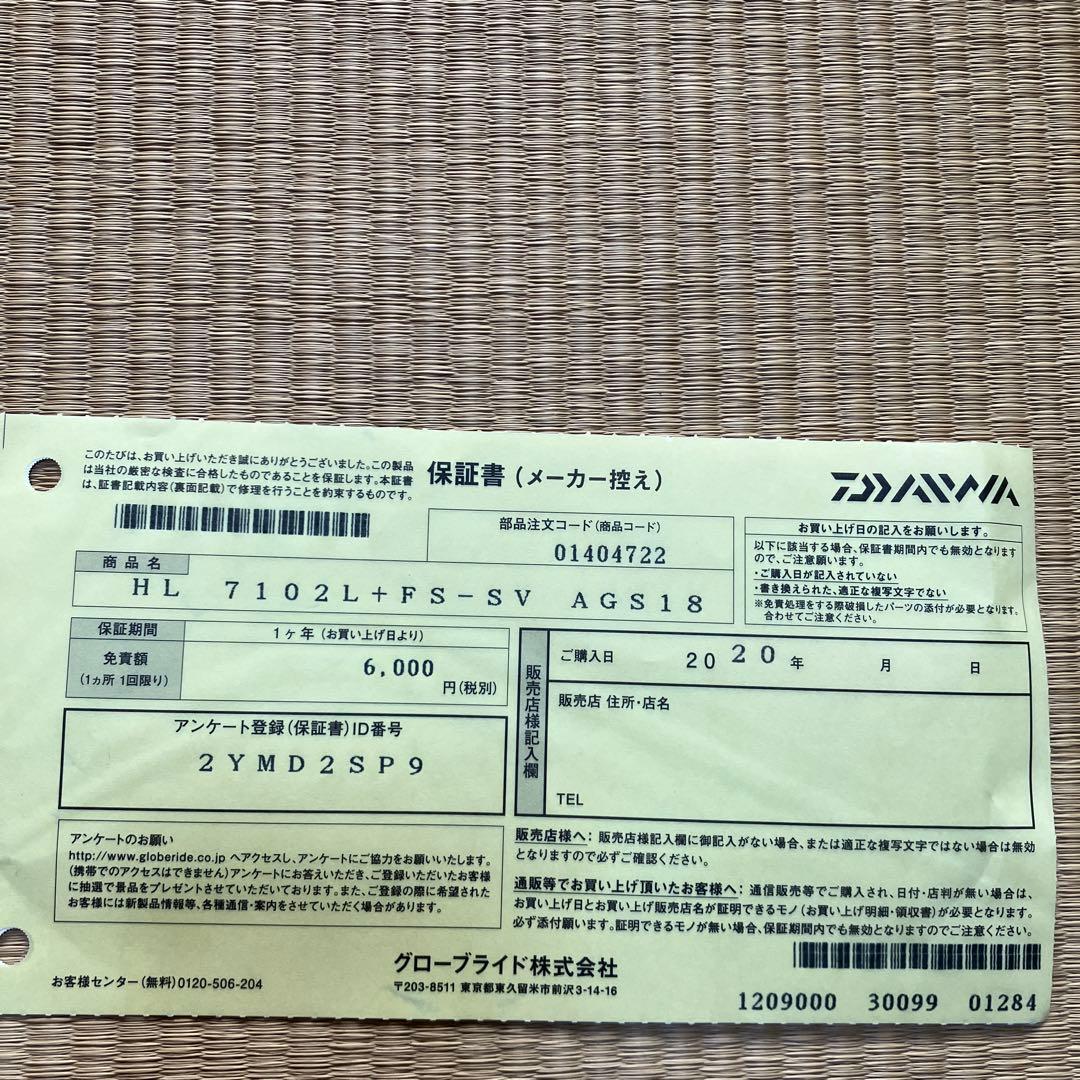 このたびは、お買い上げいただき誠にありがとうございました。この製品
は当社の厳密な検査に合格したものであることを保証します。本証書
は、証書記載内容(裏面記載)で修理を行うことを約束するものです。
保証書(メーカー控え)
DAIWA
部品注文コード(商品コード)
01404722
商品名
HL 7102L+FS-SV AGS18
お買い上げ日の記入をお願いします。
以下に該当する場合、保証書期間内でも無効となります
ので、ご注意願います。
・ご購入日が記入されていない
・書き換えられた、適正な複写文字でない
※免責処理をする際破損したパーツの添付が必要となります。
合わせてご注意ください。
保証期間
1ヶ年(お買い上げ日より)
免責額
(1ヵ所 1回限り)
6,000
円(税別)
アンケート登録(保証書)ID番号
2YMD2SP9
販売店様記入欄
ご購入日 2020年 月 日
販売店 住所・店名
TEL
アンケートのお願い
http://www.globeride.co.jp へアクセスし、アンケートにご協力をお願いいたします。
(携帯でのアクセスはできません)アンケートにお答えいただき、ご登録いただいたお客様
に抽選で景品をプレゼントさせていただいております。また、ご登録の際に希望された
お客様には新製品情報等、各種通信・案内をさせていただく場合があります。
販売店様へ:販売店様記入欄に御記入がない場合、または適正な複写文字ではない場合は無効
となりますので必ずご確認ください。
通販等でお買い上げ頂いたお客様へ:通信販売等でご購入され、日付・店判が無い場合は、
お買い上げ日とお買い上げ販売店名が証明できるモノ(お買い上げ明細・領収書)が必要となります。
必ず添付願います。証明できるモノが無い場合、保証期間内でも無効となりますのでご注意ください。
お客様センター(無料)0120-506-204
グローブライド株式会社
〒203-8511 東京都東久留米市前沢3-14-16
1209000 30099 01284